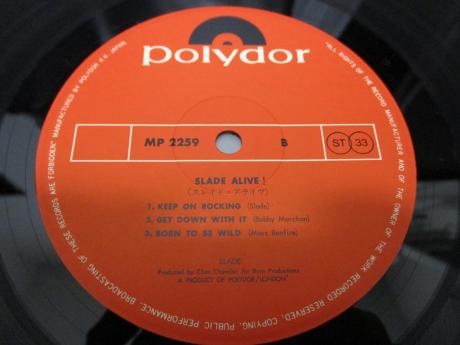 polydor
MP 2259 B ST 33
SLADE ALIVE!
(スレイド・アライヴ)
1. KEEP ON ROCKING (Slade)
2. GET DOWN WITH IT (Bobby Marchan)
3. BORN TO BE WILD (Mars Bonfire)
SLADE
Produced by Chas Chandler for Barn Productions
A PRODUCT OF POLYDOR/LONDON
"ALL RIGHTS OF THE RECORD MANUFACTURER AND OF THE OWNER OF THE WORK RECORDED RESERVED, COPYING, PUBLIC PERFORMANCE, BROADCASTING OF THESE RECORDS ARE FORBIDDEN" MANUFACTURED BY POLYDOR K.K. JAPAN